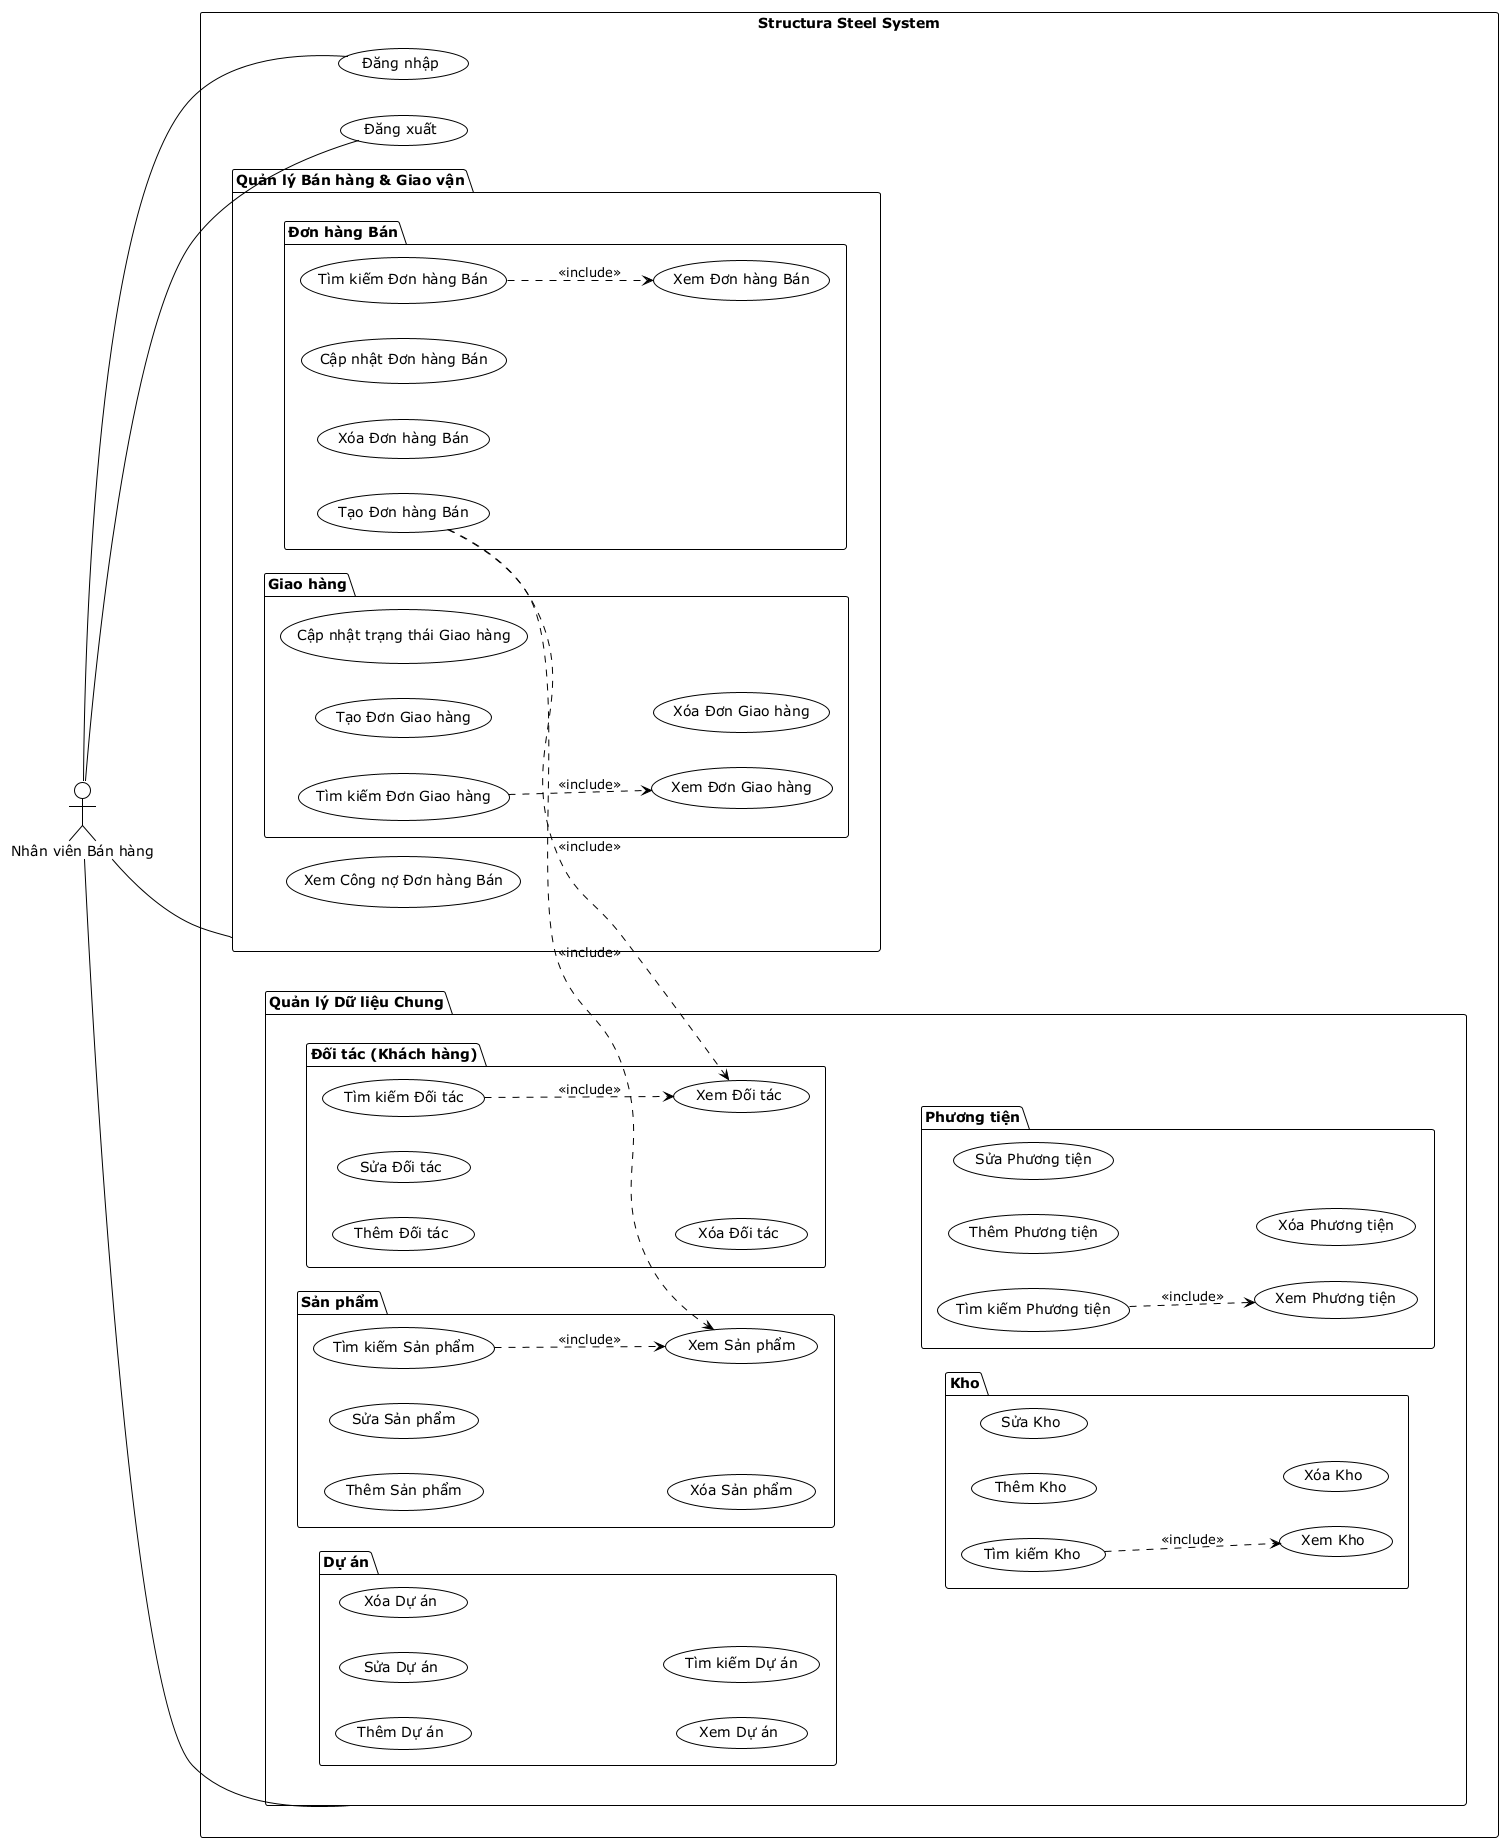 Structura Steel System
Đăng nhập
Đăng xuất
Quản lý Bán hàng & Giao vận
Đơn hàng Bán
Tìm kiếm Đơn hàng Bán
«include»
Xem Đơn hàng Bán
Cập nhật Đơn hàng Bán
Xóa Đơn hàng Bán
Tạo Đơn hàng Bán
Giao hàng
Cập nhật trạng thái Giao hàng
Tạo Đơn Giao hàng
Xóa Đơn Giao hàng
Tìm kiếm Đơn Giao hàng
«include»
Xem Đơn Giao hàng
Nhân viên Bán hàng
«include»
Xem Công nợ Đơn hàng Bán
«include»
Quản lý Dữ liệu Chung
Đối tác (Khách hàng)
Tìm kiếm Đối tác
«include»
Xem Đối tác
Sửa Đối tác
Thêm Đối tác
Xóa Đối tác
Sản phẩm
Tìm kiếm Sản phẩm
«include»
Xem Sản phẩm
Sửa Sản phẩm
Thêm Sản phẩm
Xóa Sản phẩm
Dự án
Xóa Dự án
Sửa Dự án
Tìm kiếm Dự án
Thêm Dự án
Xem Dự án
Phương tiện
Sửa Phương tiện
Thêm Phương tiện
Xóa Phương tiện
Tìm kiếm Phương tiện
«include»
Xem Phương tiện
Kho
Sửa Kho
Thêm Kho
Xóa Kho
Tìm kiếm Kho
«include»
Xem Kho